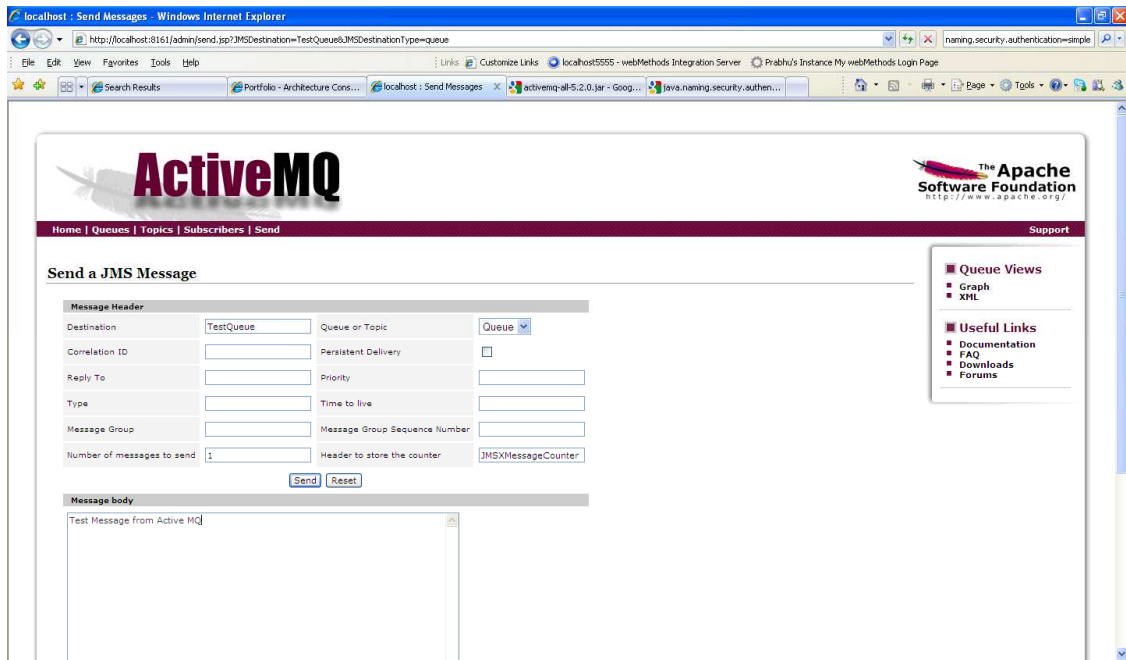 localhost : Send Messages - Windows Internet Explorer
http://localhost:8161/admin/send.jsp?JMSDestination=TestQueue&JMSDestinationType=queue
naming.security.authentication=simple
File Edit View Favorites Tools Help
Links Customize Links localhost5555 - webMethods Integration Server Prabhu's Instance My webMethods Login Page
Search Results Portfolio - Architecture Cons... localhost : Send Messages X activemq-all-5.2.0.jar - Goog... java.naming.security.authen... Page Tools
ActiveMQ
The Apache
Software Foundation
http://www.apache.org/
Home | Queues | Topics | Subscribers | Send Support
Send a JMS Message
Message Header
Destination TestQueue Queue or Topic Queue
Correlation ID Persistent Delivery
Reply To Priority
Type Time to live
Message Group Message Group Sequence Number
Number of messages to send 1 Header to store the counter JMSXMessageCounter
Send Reset
Message body
Test Message from Active MQ
Queue Views
Graph
XML
Useful Links
Documentation
FAQ
Downloads
Forums